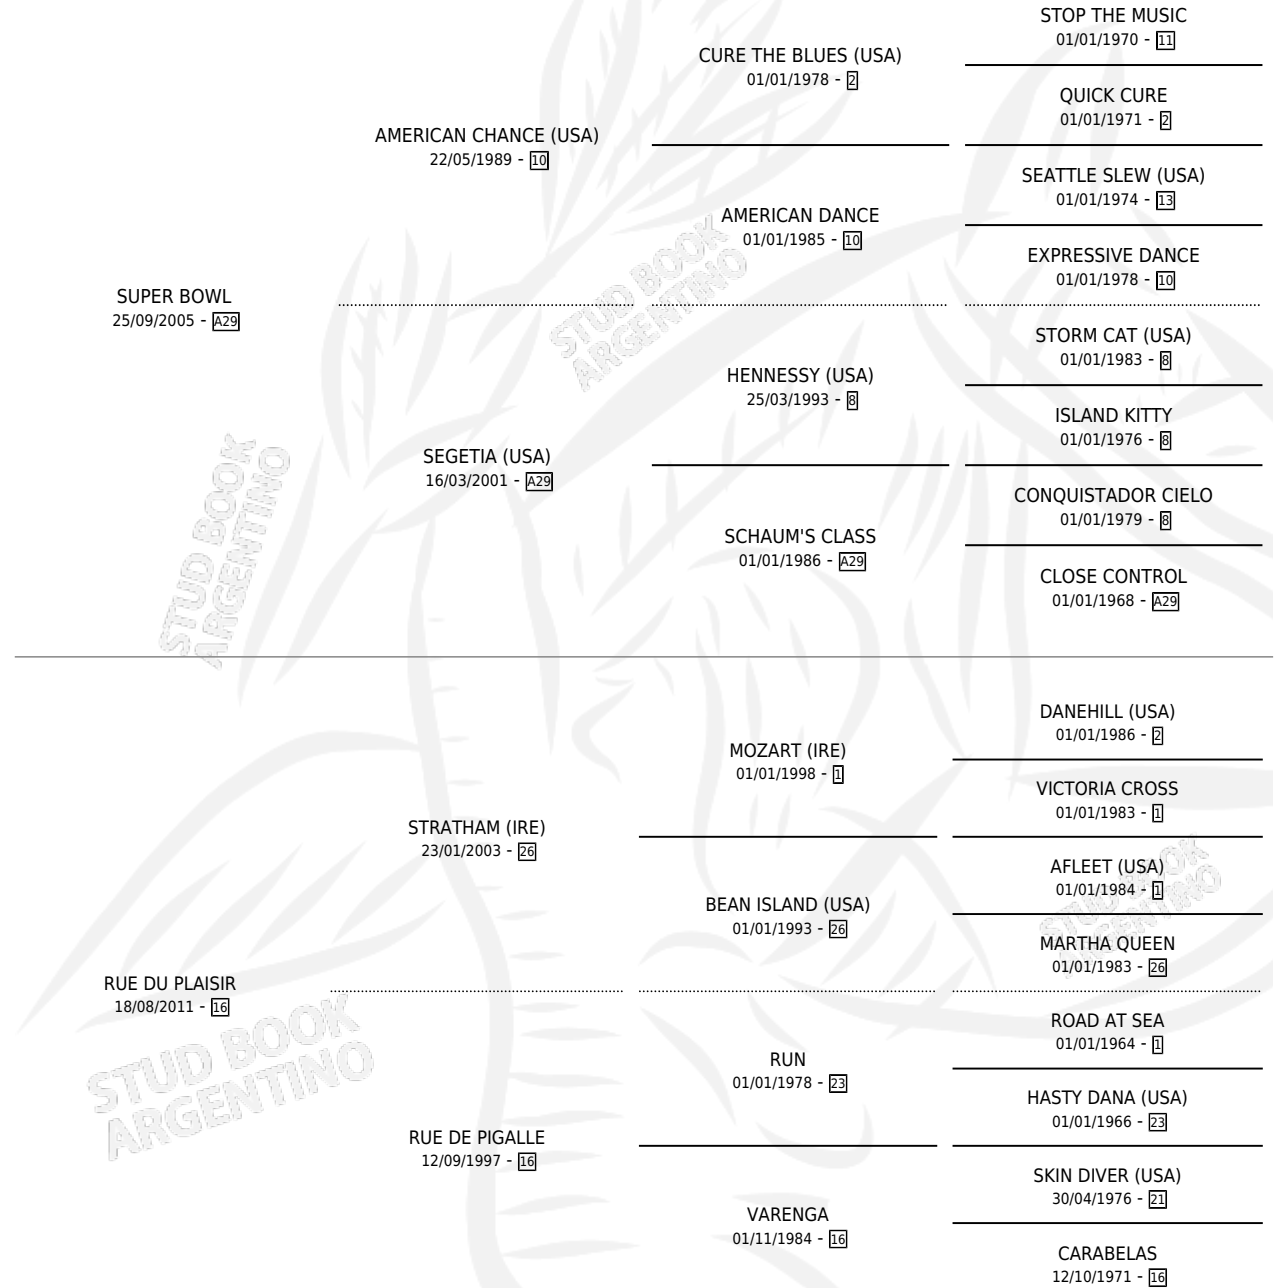 STOP THE MUSIC
01/01/1970 - 11
CURE THE BLUES (USA)
01/01/1978 - 2
QUICK CURE
01/01/1971 - 2
AMERICAN CHANCE (USA)
22/05/1989 - 10
SEATTLE SLEW (USA)
01/01/1974 - 13
AMERICAN DANCE
01/01/1985 - 10
EXPRESSIVE DANCE
01/01/1978 - 10
SUPER BOWL
25/09/2005 - A29
STUD BOOK
ARGENTINO
STORM CAT (USA)
01/01/1983 - 8
HENNESSY (USA)
25/03/1993 - 8
ISLAND KITTY
01/01/1976 - 8
SEGETIA (USA)
16/03/2001 - A29
STUD BOOK
ARGENTINO
CONQUISTADOR CIELO
01/01/1979 - 8
SCHAUM'S CLASS
01/01/1986 - A29
CLOSE CONTROL
01/01/1968 - A29
DANEHILL (USA)
01/01/1986 - 2
MOZART (IRE)
01/01/1998 - 1
VICTORIA CROSS
01/01/1983 - 1
STRATHAM (IRE)
23/01/2003 - 26
AFLEET (USA)
01/01/1984 - 1
STUD BOOK
ARGENTINO
BEAN ISLAND (USA)
01/01/1993 - 26
MARTHA QUEEN
01/01/1983 - 26
RUE DU PLAISIR
18/08/2011 - 16
STUD BOOK
ARGENTINO
ROAD AT SEA
01/01/1964 - 1
RUN
01/01/1978 - 23
HASTY DANA (USA)
01/01/1966 - 23
RUE DE PIGALLE
12/09/1997 - 16
SKIN DIVER (USA)
30/04/1976 - 21
VARENGA
01/11/1984 - 16
CARABELAS
12/10/1971 - 16